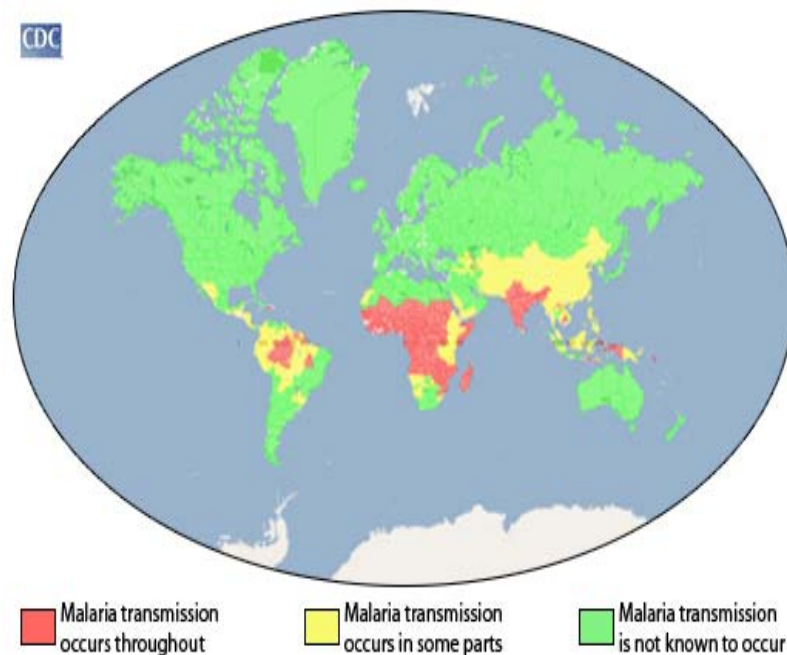 CDC
Malaria transmission
occurs throughout
Malaria transmission
occurs in some parts
Malaria transmission
is not known to occur